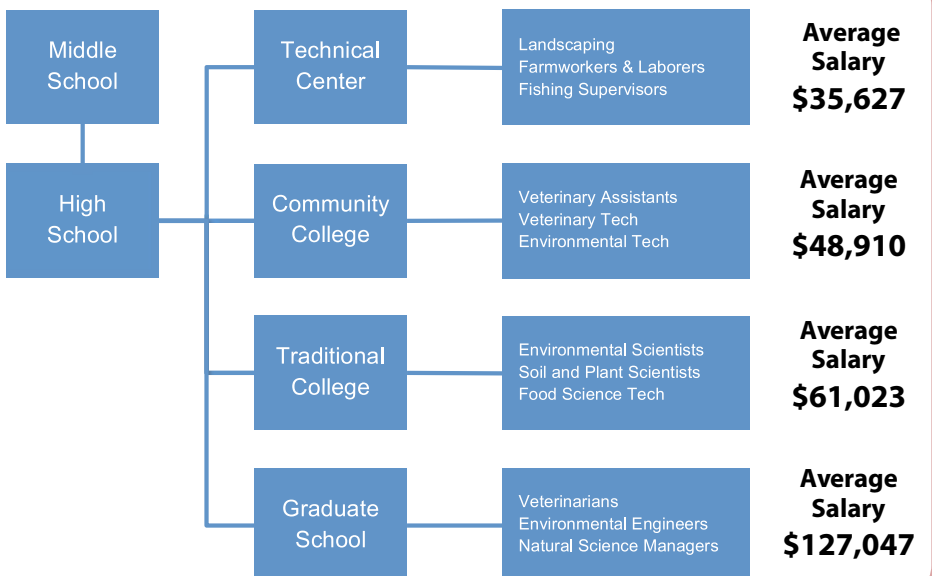 Middle
School
High
School
Technical
Center
Landscaping
Farmworkers & Laborers
Fishing Supervisors
Average
Salary
$35,627
Community
College
Veterinary Assistants
Veterinary Tech
Environmental Tech
Average
Salary
$48,910
Traditional
College
Environmental Scientists
Soil and Plant Scientists
Food Science Tech
Average
Salary
$61,023
Graduate
School
Veterinarians
Environmental Engineers
Natural Science Managers
Average
Salary
$127,047